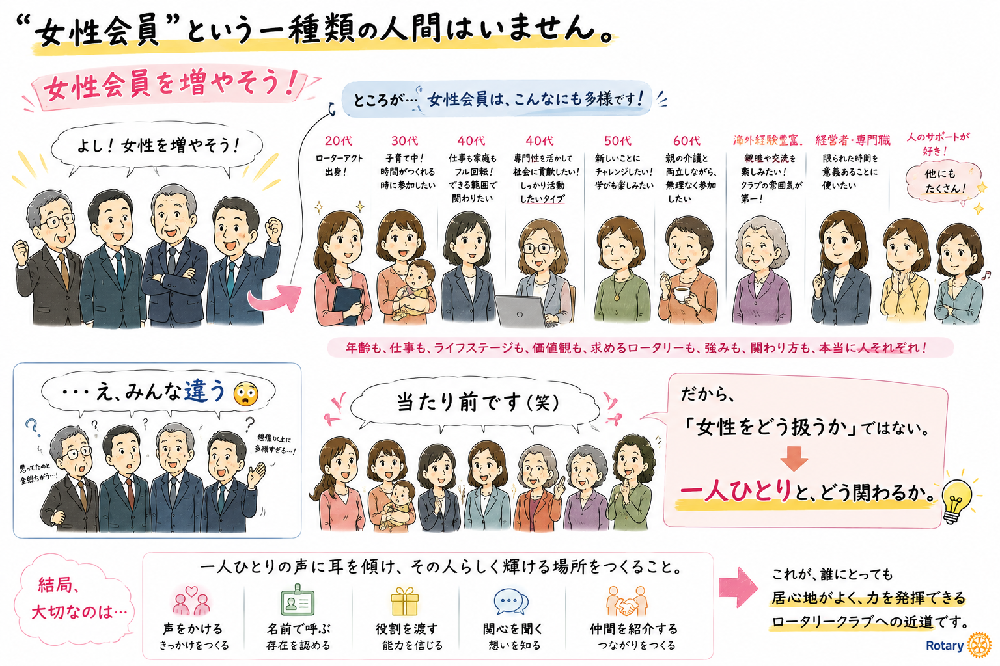 “女性会員”という一種類の人間はいません。
女性会員を増やそう！
よし！女性を増やそう！
ところが… 女性会員は、こんなにも多様です！
20代
ローターアクト
出身！
30代
子育て中！
時間がつくれる
時に参加したい
40代
仕事も家庭も
フル回転！
できる範囲で
関わりたい
40代
専門性を活かして
社会に貢献したい！
しっかり活動
したいタイプ
50代
新しいことに
チャレンジしたい！
学びも楽しみたい
60代
親の介護と
両立しながら、
無理なく参加
したい
海外経験豊富。
親睦や交流を
楽しみたい！
クラブの雰囲気が
第一！
経営者・専門職
限られた時間を
意義あることに
使いたい
人のサポートが
好き！
他にも
たくさん！
年齢も、仕事も、ライフステージも、価値観も、求めるロータリーも、強みも、関わり方も、本当に人それぞれ！
・・・え、みんな違う
思ってたのと
全然ちがう…！
想像以上に
多様すぎる…！
当たり前です（笑）
だから、
「女性をどう扱うか」ではない。
一人ひとりと、どう関わるか。
結局、
大切なのは…
一人ひとりの声に耳を傾け、その人らしく輝ける場所をつくること。
声をかける
きっかけをつくる
名前で呼ぶ
存在を認める
役割を渡す
能力を信じる
関心を聞く
想いを知る
仲間を紹介する
つながりをつくる
これが、誰にとっても
居心地がよく、力を発揮できる
ロータリークラブへの近道です。
Rotary